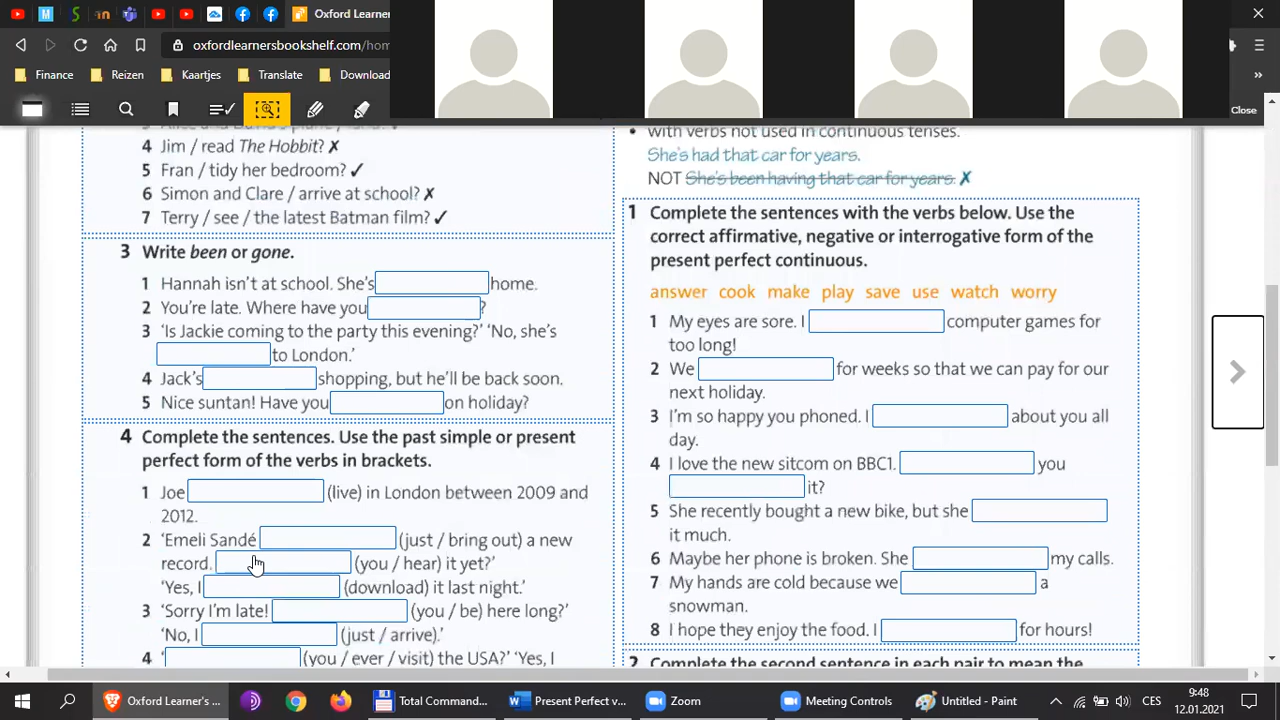 Oxford Learner
oxfordlearnersbookshelf.com/hom
Finance
Reizen
Kaartjes
Translate
Download
Close
4 Jim / read The Hobbit? ✗
5 Fran / tidy her bedroom? ✓
6 Simon and Clare / arrive at school? ✗
7 Terry / see / the latest Batman film? ✓
3 Write been or gone.
1 Hannah isn't at school. She's home.
2 You're late. Where have you ?
3 'Is Jackie coming to the party this evening?' 'No, she's
to London.'
4 Jack's shopping, but he'll be back soon.
5 Nice suntan! Have you on holiday?
4 Complete the sentences. Use the past simple or present
perfect form of the verbs in brackets.
1 Joe (live) in London between 2009 and
2012.
2 'Emeli Sandé (just / bring out) a new
record. (you / hear) it yet?'
'Yes, I (download) it last night.'
3 'Sorry I'm late! (you / be) here long?'
'No, I (just / arrive).'
4 ' (you / ever / visit) the USA?' 'Yes, I
• with verbs not used in continuous tenses.
She's had that car for years.
NOT She's been having that car for years. ✗
1 Complete the sentences with the verbs below. Use the
correct affirmative, negative or interrogative form of the
present perfect continuous.
answer cook make play save use watch worry
1 My eyes are sore. I computer games for
too long!
2 We for weeks so that we can pay for our
next holiday.
3 I'm so happy you phoned. I about you all
day.
4 I love the new sitcom on BBC1. you
it?
5 She recently bought a new bike, but she
it much.
6 Maybe her phone is broken. She my calls.
7 My hands are cold because we a
snowman.
8 I hope they enjoy the food. I for hours!
2 Complete the second sentence in each pair to mean the
Oxford Learner's ...
Total Comman...
Present Perfect v...
Zoom
Meeting Controls
Untitled - Paint
CES
9:48
12.01.2021